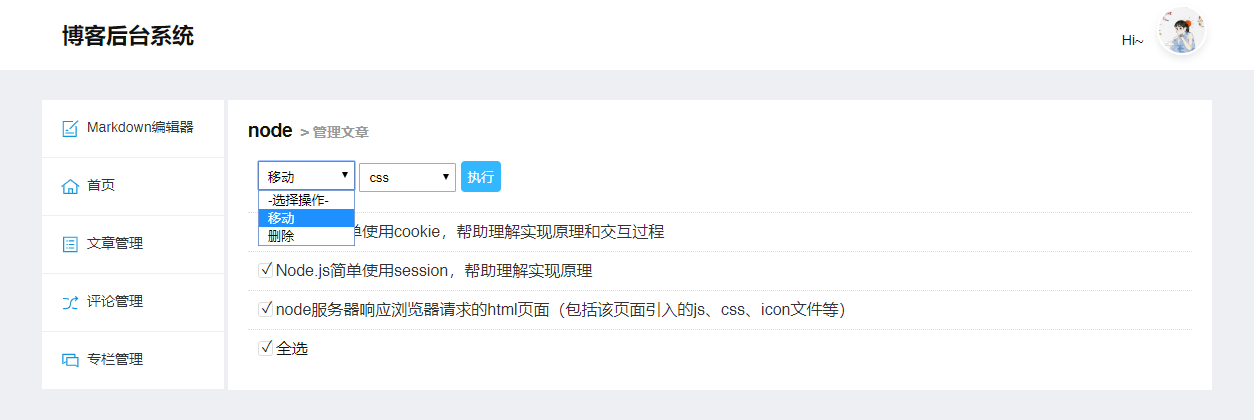 博客后台系统
Hi~
Markdown编辑器
首页
文章管理
评论管理
专栏管理
node > 管理文章
移动 css 执行
-选择操作-
移动
删除
单使用cookie，帮助理解实现原理和交互过程
Node.js简单使用session，帮助理解实现原理
node服务器响应浏览器请求的html页面（包括该页面引入的js、css、icon文件等）
全选